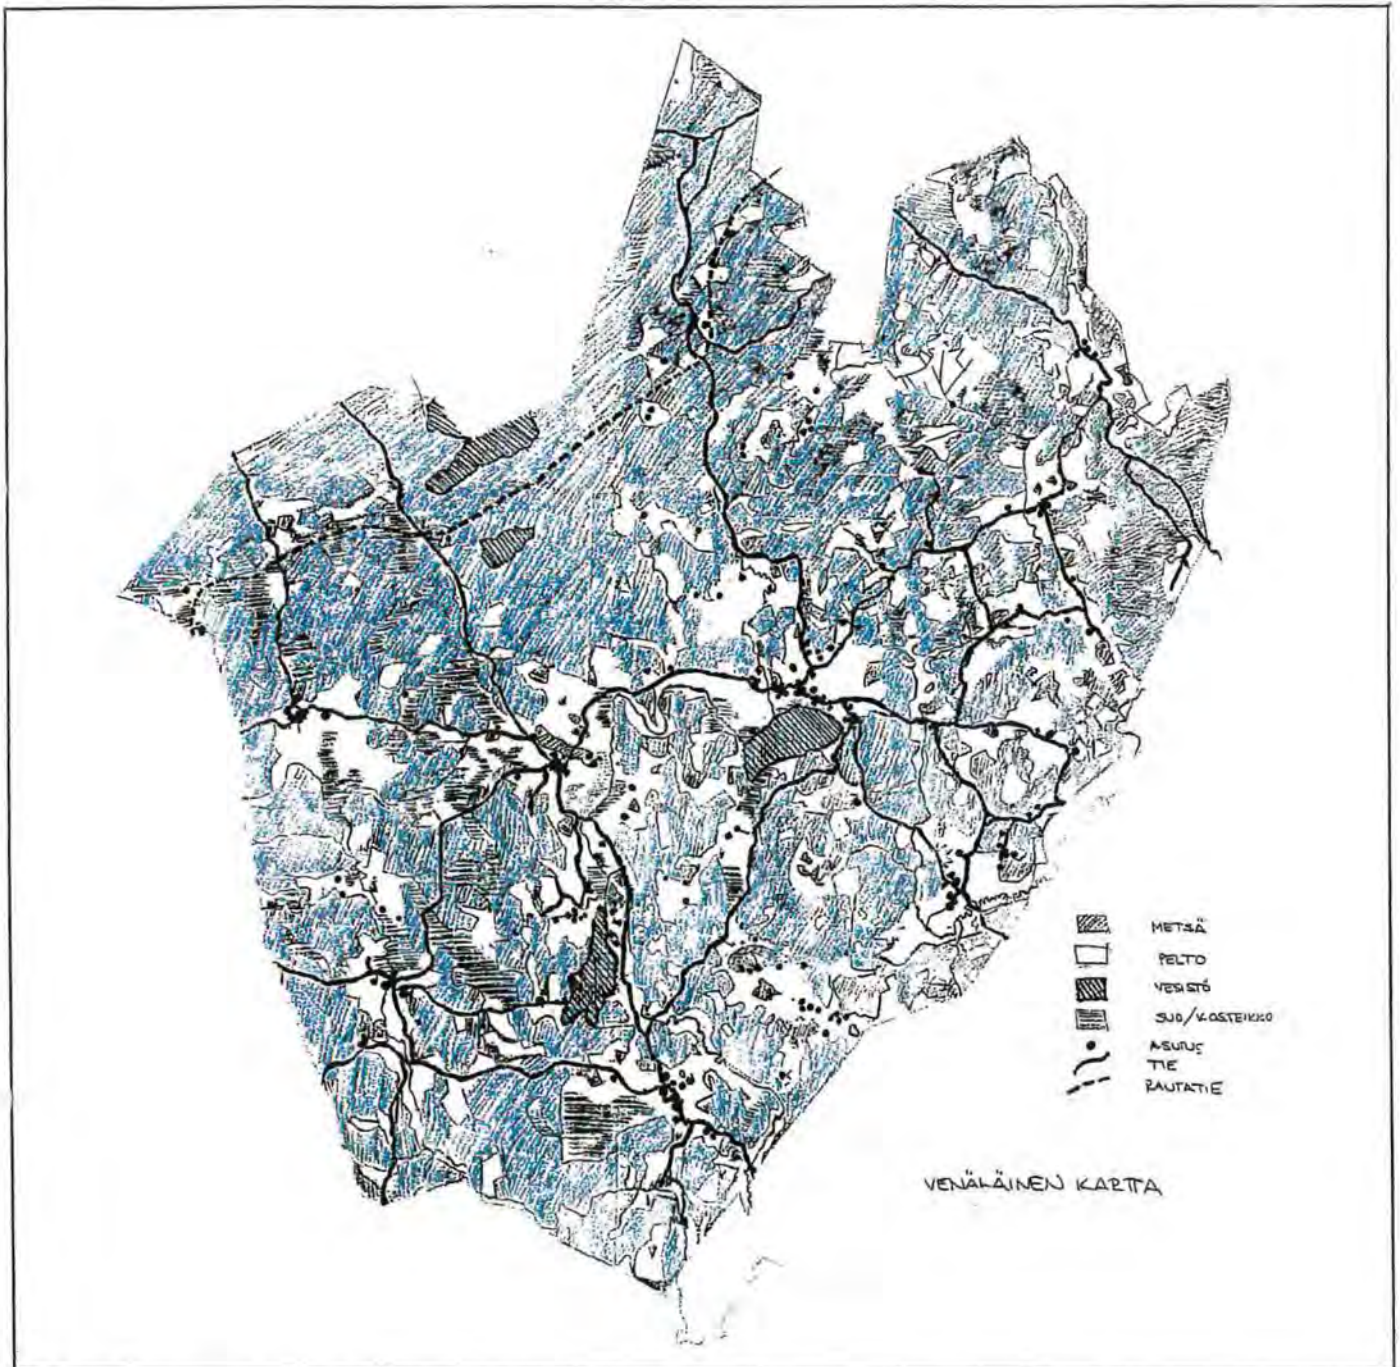 METSÄ
PELTO
VESISTÖ
SUO/KOSTEIKKO
ASUTUS
TIE
RAUTATIE
VENÄLÄINEN KARTTA